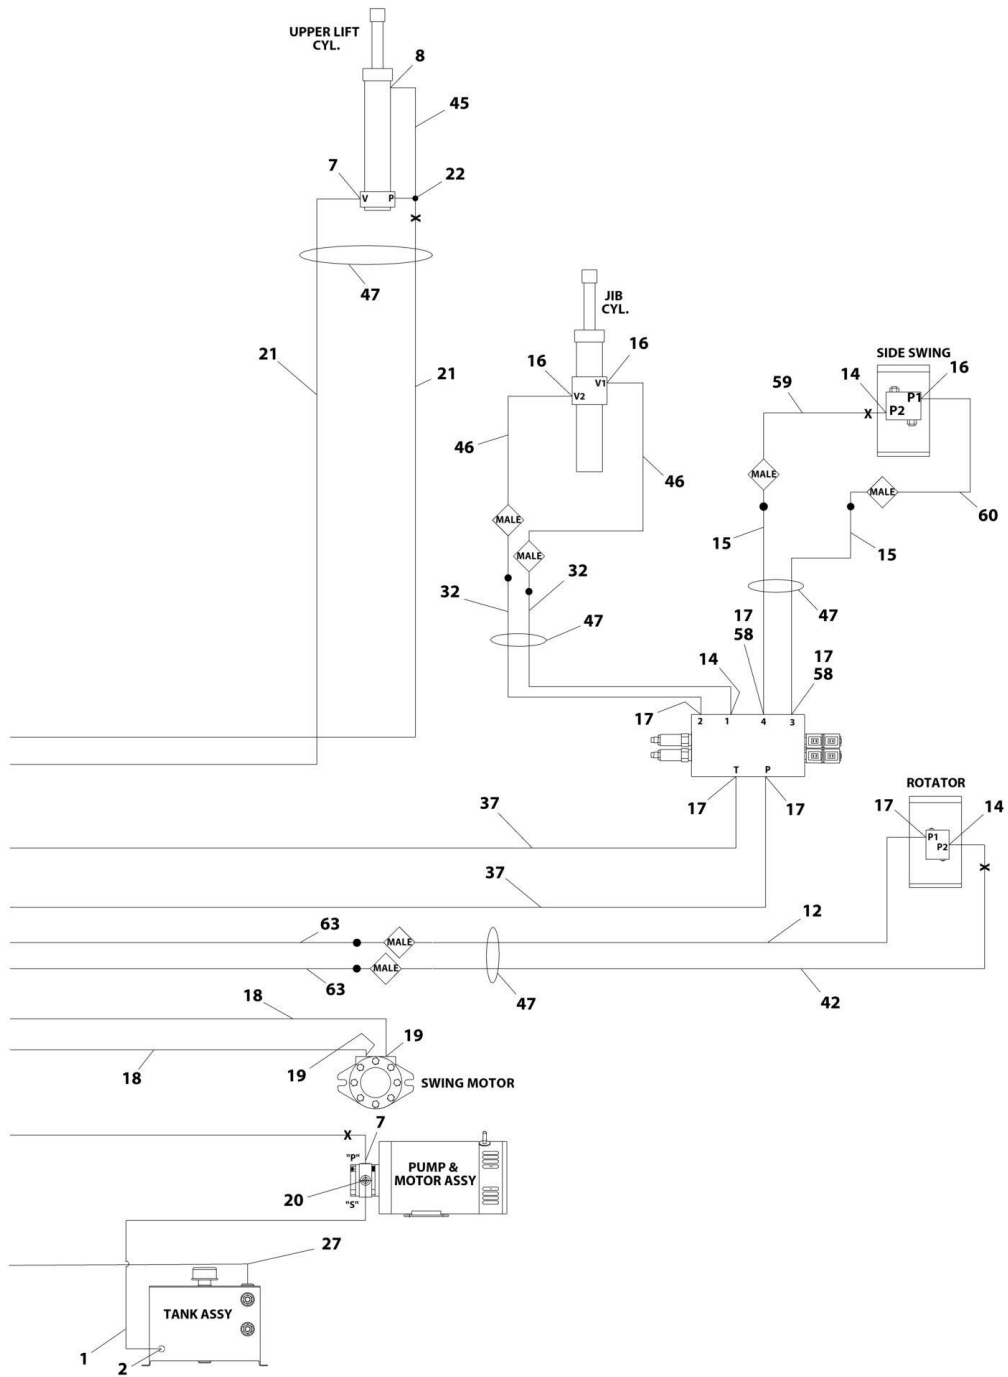 UPPER LIFT
CYL.
8
45
7
22
V
P
X
47
21
21
JIB
CYL.
16
16
V1
V2
46
46
MALE
MALE
32
32
47
SIDE SWING
14
16
59
X
P1
P2
MALE
MALE
60
15
15
47
17
58
17
58
14
17
2
1
4
3
T
P
17
17
ROTATOR
17
14
P1
P2
X
37
37
12
63
MALE
MALE
63
47
42
18
18
19
19
SWING MOTOR
X
7
"P"
20
"S"
PUMP &
MOTOR ASSY
27
TANK ASSY
1
2